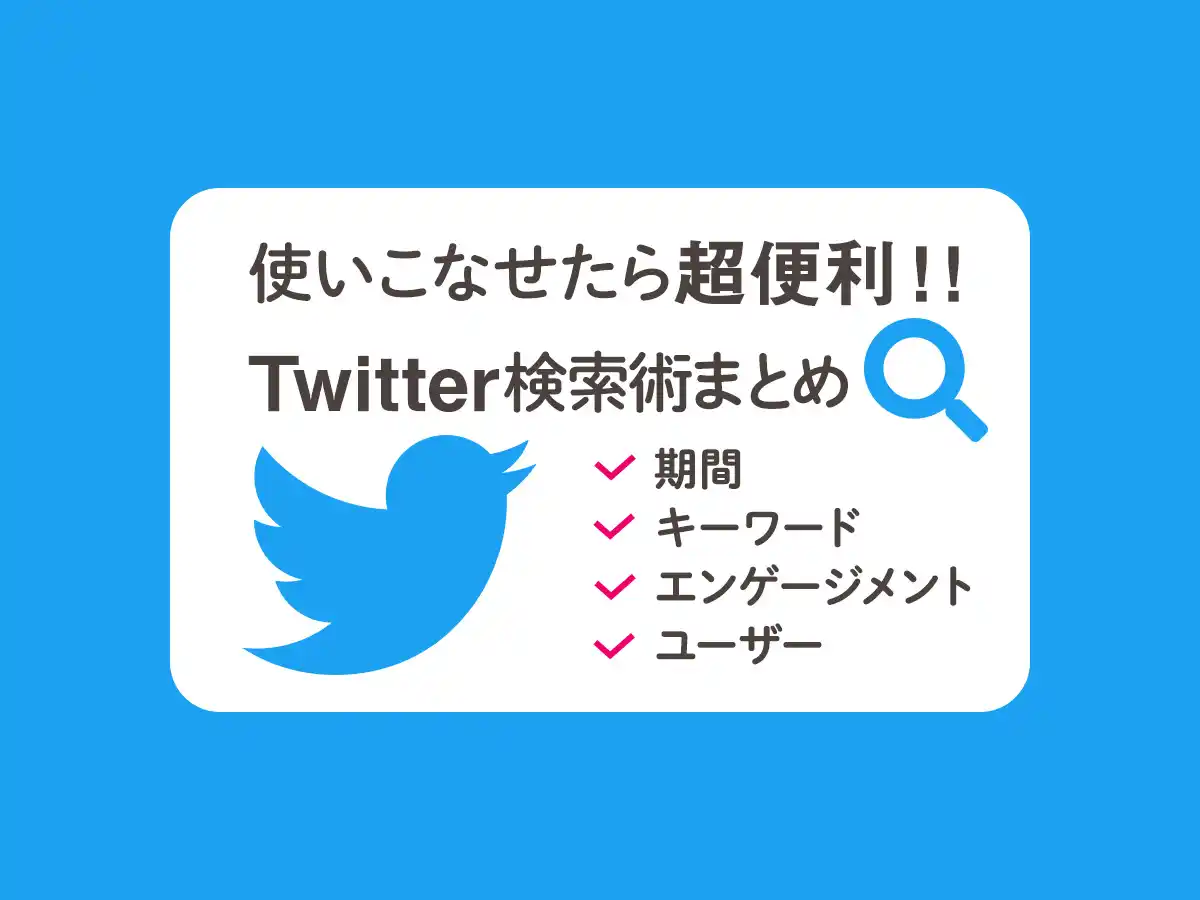 使いこなせたら超便利!!
Twitter検索術まとめ
期間
キーワード
エンゲージメント
ユーザー